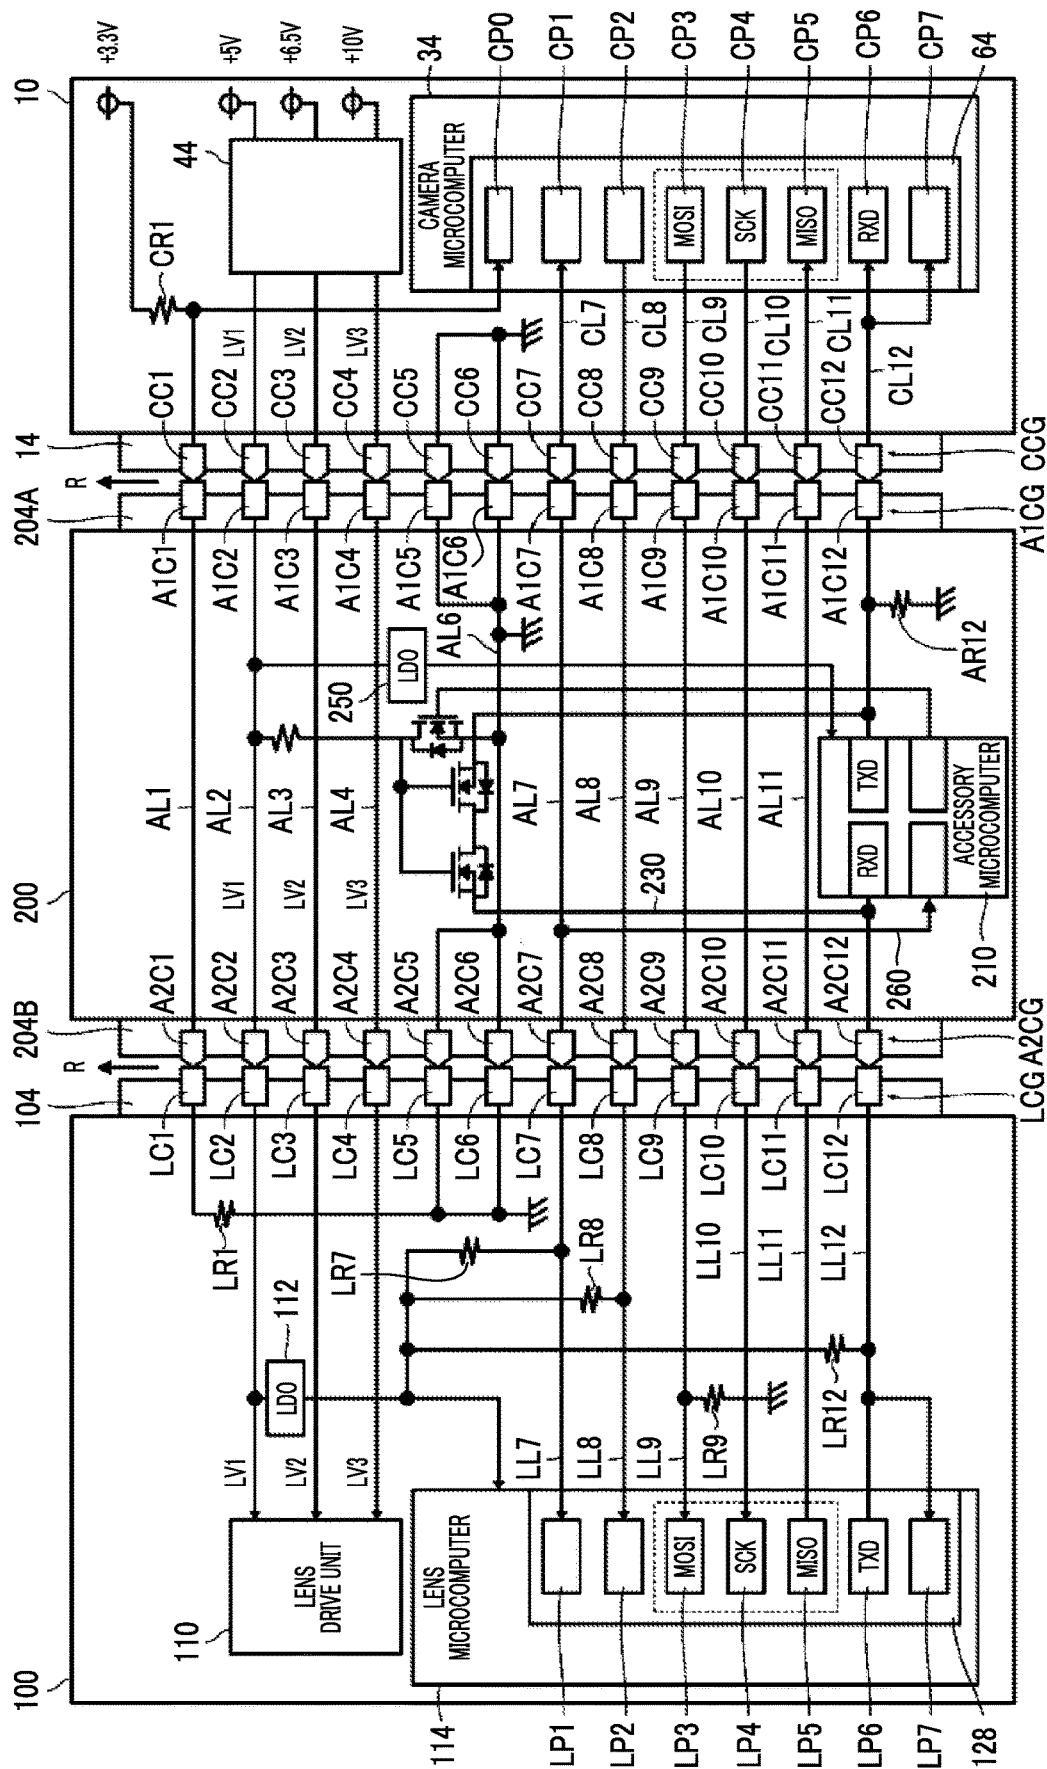 100
110
LENS
DRIVE UNIT
LV1
LV2
LV3
LDO
112
LR1
LR7
LR8
LR9
LR12
LL7
LL8
LL9
LL10
LL11
LL12
LENS
MICROCOMPUTER
114
MOSI
SCK
MISO
TXD
LP1
LP2
LP3
LP4
LP5
LP6
LP7
128
LC1
LC2
LC3
LC4
LC5
LC6
LC7
LC8
LC9
LC10
LC11
LC12
104
R
204B
LCG
A2CG
A2C1
A2C2
A2C3
A2C4
A2C5
A2C6
A2C7
A2C8
A2C9
A2C10
A2C11
A2C12
200
LV1
LV2
LV3
AL1
AL2
AL3
AL4
AL6
AL7
AL8
AL9
AL10
AL11
250
LDO
230
260
RXD
TXD
ACCESSORY
MICROCOMPUTER
210
AR12
A1C1
A1C2
A1C3
A1C4
A1C5
A1C6
A1C7
A1C8
A1C9
A1C10
A1C11
A1C12
204A
R
14
A1CG
CCG
CC1
CC2
CC3
CC4
CC5
CC6
CC7
CC8
CC9
CC10
CC11
CC12
LV1
LV2
LV3
CL7
CL8
CL9
CL10
CL11
CL12
CR1
44
10
+3.3V
+5V
+6.5V
+10V
CAMERA
MICROCOMPUTER
34
MOSI
SCK
MISO
RXD
CP0
CP1
CP2
CP3
CP4
CP5
CP6
CP7
64